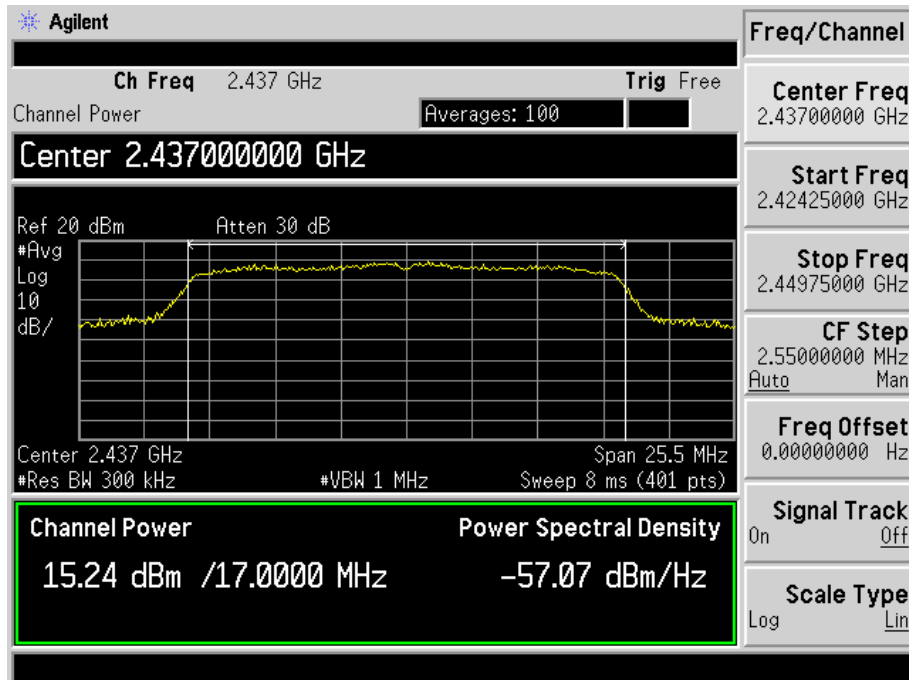 Agilent
Freq/Channel
Ch Freq 2.437 GHz Trig Free
Channel Power Averages: 100
Center 2.437000000 GHz
Ref 20 dBm Atten 30 dB
#Avg
Log
10
dB/
Center 2.437 GHz Span 25.5 MHz
#Res BW 300 kHz #VBW 1 MHz Sweep 8 ms (401 pts)
Channel Power Power Spectral Density
15.24 dBm /17.0000 MHz -57.07 dBm/Hz
Center Freq
2.43700000 GHz
Start Freq
2.42425000 GHz
Stop Freq
2.44975000 GHz
CF Step
2.55000000 MHz
Auto Man
Freq Offset
0.00000000 Hz
Signal Track
On Off
Scale Type
Log Lin